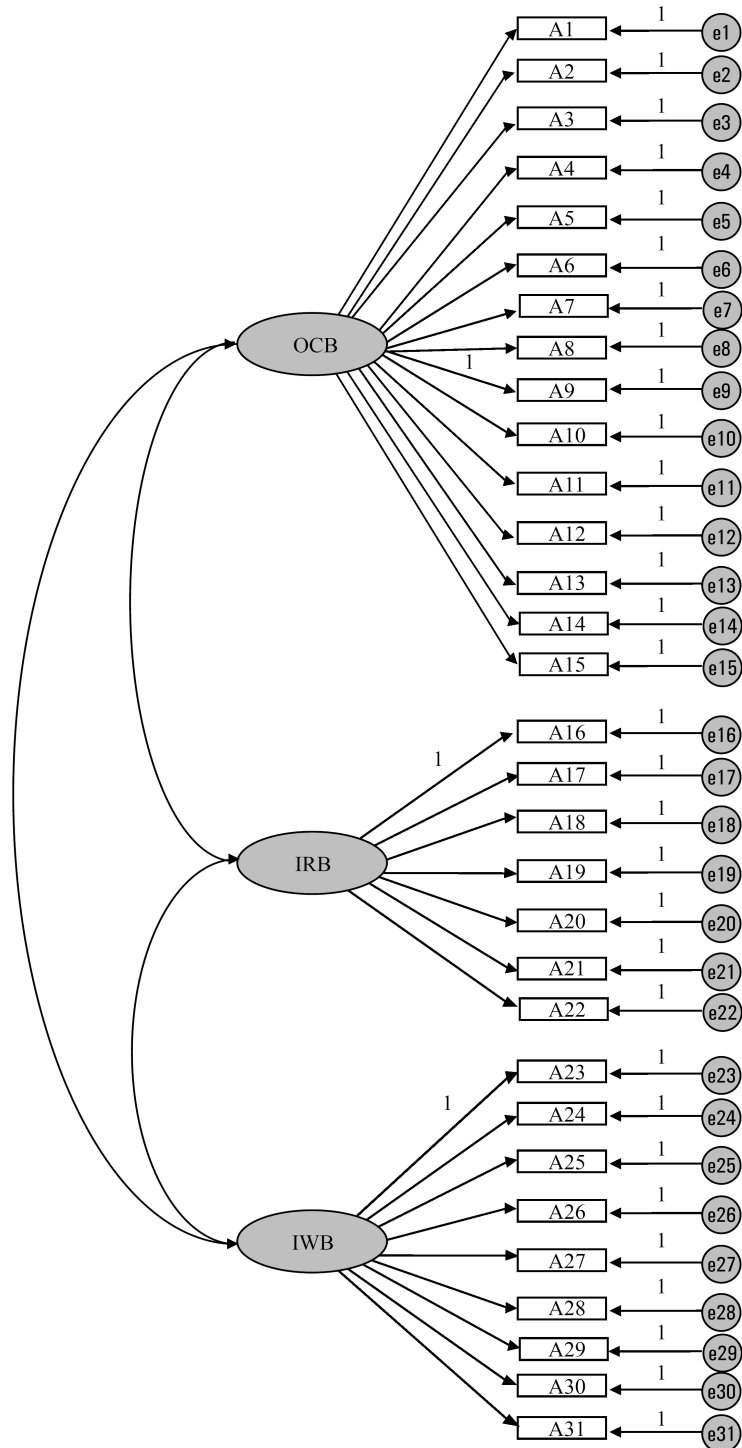 A1 1 e1
A2 1 e2
A3 1 e3
A4 1 e4
A5 1 e5
A6 1 e6
A7 1 e7
OCB A8 1 e8
1 A9 1 e9
A10 1 e10
A11 1 e11
A12 1 e12
A13 1 e13
A14 1 e14
A15 1 e15
1 A16 1 e16
A17 1 e17
A18 1 e18
IRB A19 1 e19
A20 1 e20
A21 1 e21
A22 1 e22
1 A23 1 e23
A24 1 e24
A25 1 e25
IWB A26 1 e26
A27 1 e27
A28 1 e28
A29 1 e29
A30 1 e30
A31 1 e31